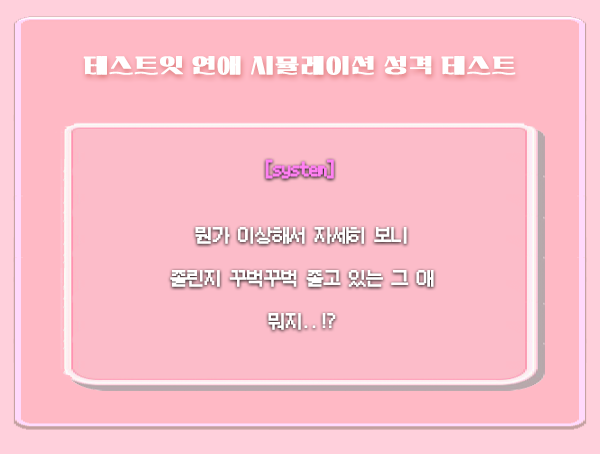 테스트잇 연애 시뮬레이션 성격 테스트
[system]
뭔가 이상해서 자세히 보니
졸린지 꾸벅꾸벅 졸고 있는 그 애
뭐지..!?